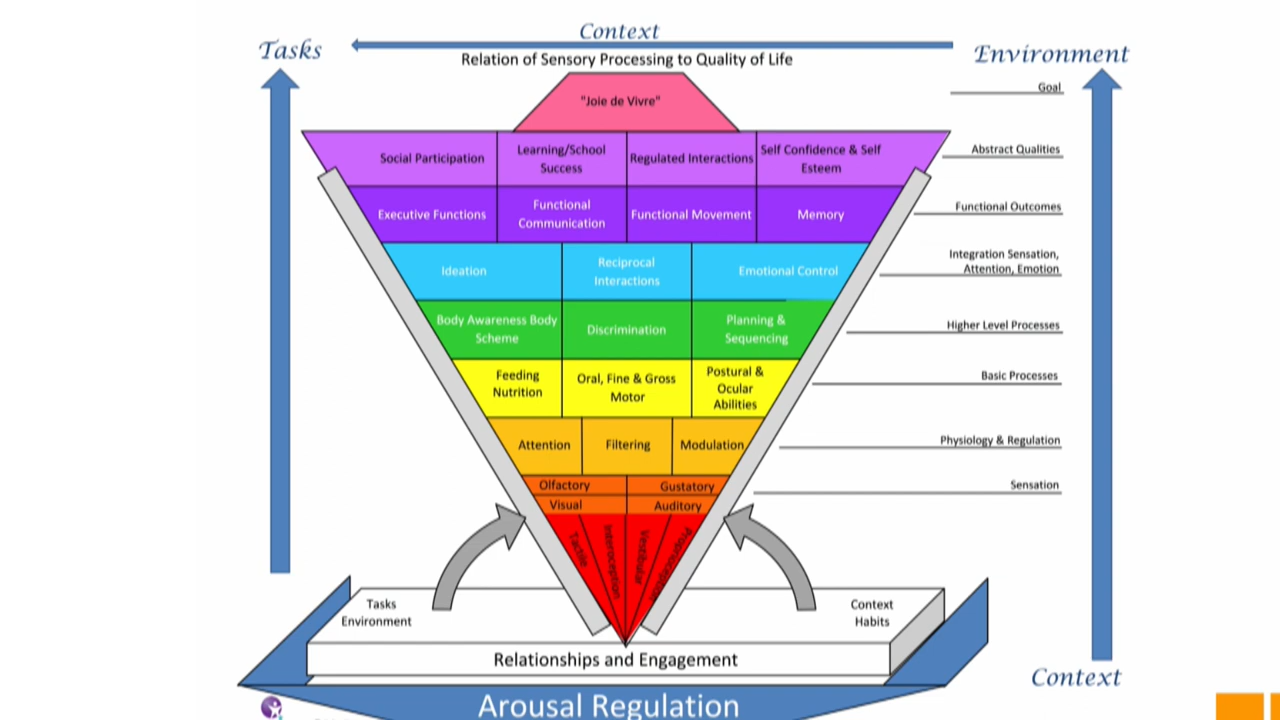 Context
Tasks
Environment
Relation of Sensory Processing to Quality of Life
Goal
"Joie de Vivre"
Social Participation
Learning/School
Success
Regulated Interactions
Self Confidence & Self
Esteem
Abstract Qualities
Executive Functions
Functional
Communication
Functional Movement
Memory
Functional Outcomes
Ideation
Reciprocal
Interactions
Emotional Control
Integration Sensation,
Attention, Emotion
Body Awareness Body
Scheme
Discrimination
Planning &
Sequencing
Higher Level Processes
Feeding
Nutrition
Oral, Fine & Gross
Motor
Postural &
Ocular
Abilities
Basic Processes
Attention
Filtering
Modulation
Physiology & Regulation
Olfactory
Gustatory
Sensation
Visual
Auditory
Tactile
Interoception
Vestibular
Proprioception
Tasks
Environment
Context
Habits
Relationships and Engagement
Context
Arousal Regulation